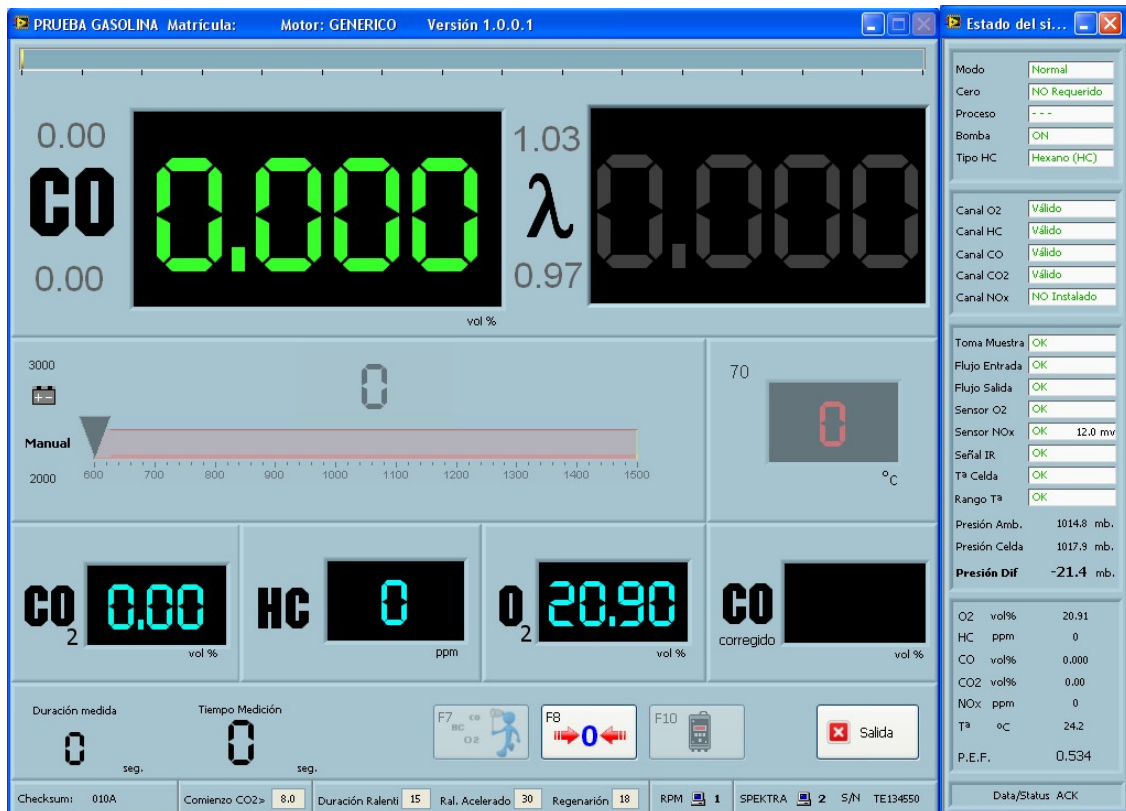 PRUEBA GASOLINA Matrícula: Motor: GENERICO Versión 1.0.0.1
0.00
CO
0.00
0.000
vol %
1.03
λ
0.97
0.000
3000
Manual
2000
0
600 700 800 900 1000 1100 1200 1300 1400 1500
70
0
°C
CO2
0.00
vol %
HC
0
ppm
O2
20.90
vol %
CO
corregido
vol %
Duración medida
0
seg.
Tiempo Medición
0
seg.
F7 HC CO O2
F8 0
F10
Salida
Checksum: 010A Comienzo CO2> 8.0 Duración Ralenti 15 Ral. Acelerado 30 Regenarión 18 RPM 1 SPEKTRA 2 S/N TE134550
Estado del si...
Modo Normal
Cero NO Requerido
Proceso - - -
Bomba ON
Tipo HC Hexano (HC)
Canal O2 Válido
Canal HC Válido
Canal CO Válido
Canal CO2 Válido
Canal NOx NO Instalado
Toma Muestra OK
Flujo Entrada OK
Flujo Salida OK
Sensor O2 OK
Sensor NOx OK 12.0 mv
Señal IR OK
Tª Celda OK
Rango Tª OK
Presión Amb. 1014.8 mb.
Presión Celda 1017.9 mb.
Presión Dif -21.4 mb.
O2 vol% 20.91
HC ppm 0
CO vol% 0.000
CO2 vol% 0.00
NOx ppm 0
Tª ºC 24.2
P.E.F. 0.534
Data/Status ACK